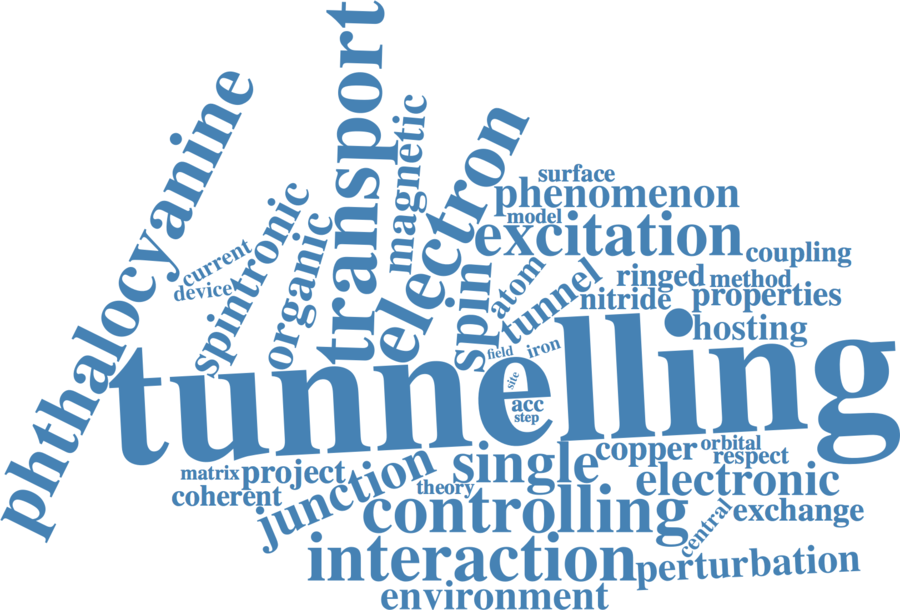 phthalocyanine
transport
magnetic
electron
spintronic
organic
current
device
surface
phenomenon
model
excitation
coupling
spin
atom
tunnel
ringed
method
nitride
properties
hosting
field
iron
tunnelling
site
acc
step
matrix
project
coherent
junction
theory
single
copper
orbital
respect
electronic
controlling
central
exchange
interaction
perturbation
environment